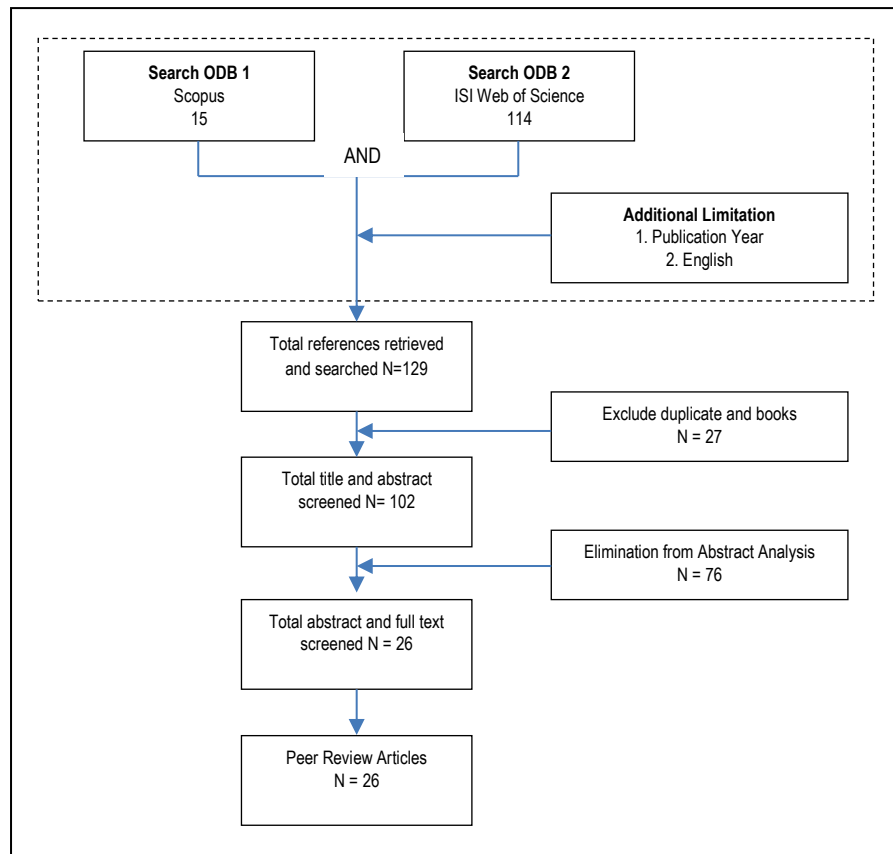 Search ODB 1
Scopus
15
Search ODB 2
ISI Web of Science
114
AND
Additional Limitation
1. Publication Year
2. English
Total references retrieved
and searched N=129
Exclude duplicate and books
N = 27
Total title and abstract
screened N= 102
Elimination from Abstract Analysis
N = 76
Total abstract and full text
screened N = 26
Peer Review Articles
N = 26